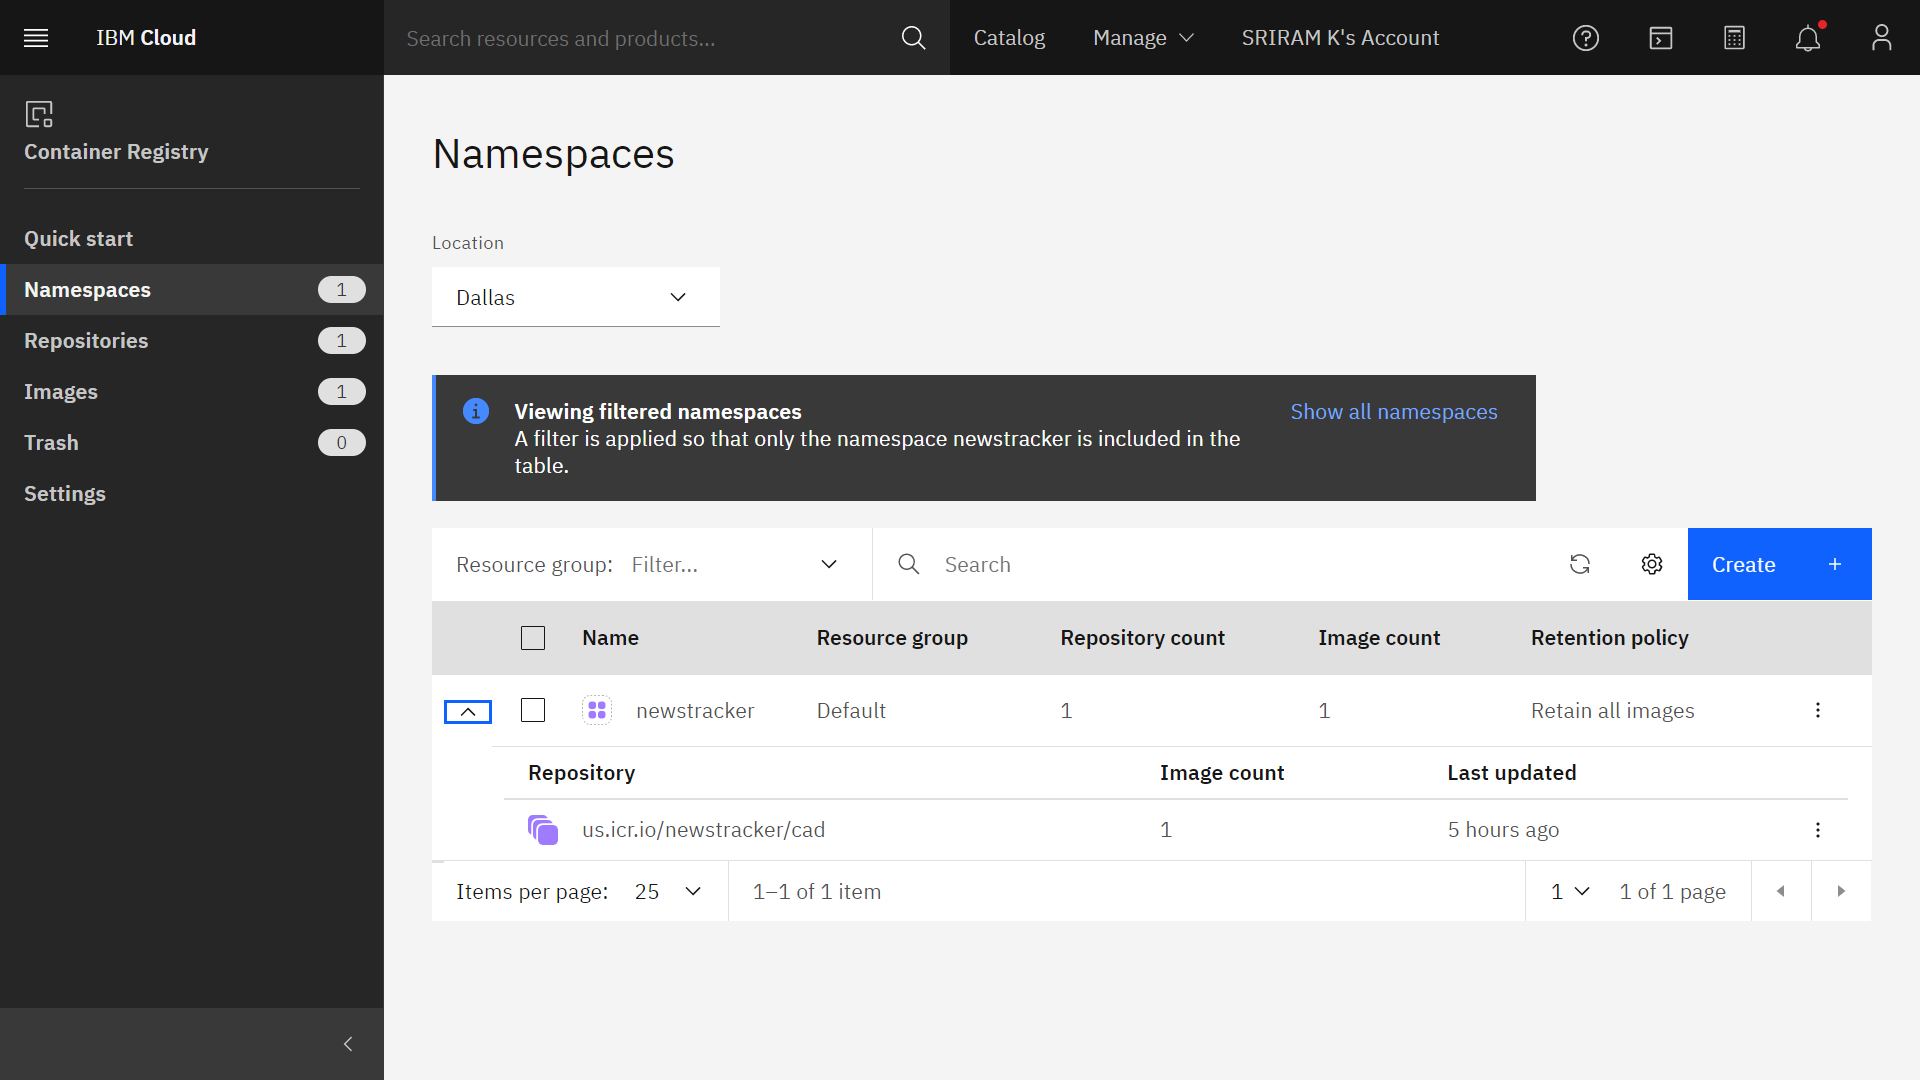 IBM Cloud
Search resources and products...
Catalog
Manage
SRIRAM K's Account
Container Registry
Quick start
Namespaces 1
Repositories 1
Images 1
Trash 0
Settings
Namespaces
Location
Dallas
Viewing filtered namespaces
Show all namespaces
A filter is applied so that only the namespace newstracker is included in the
table.
Resource group: Filter...
Search
Create +
Name Resource group Repository count Image count Retention policy
newstracker Default 1 1 Retain all images
Repository Image count Last updated
us.icr.io/newstracker/cad 1 5 hours ago
Items per page: 25 1–1 of 1 item 1 1 of 1 page